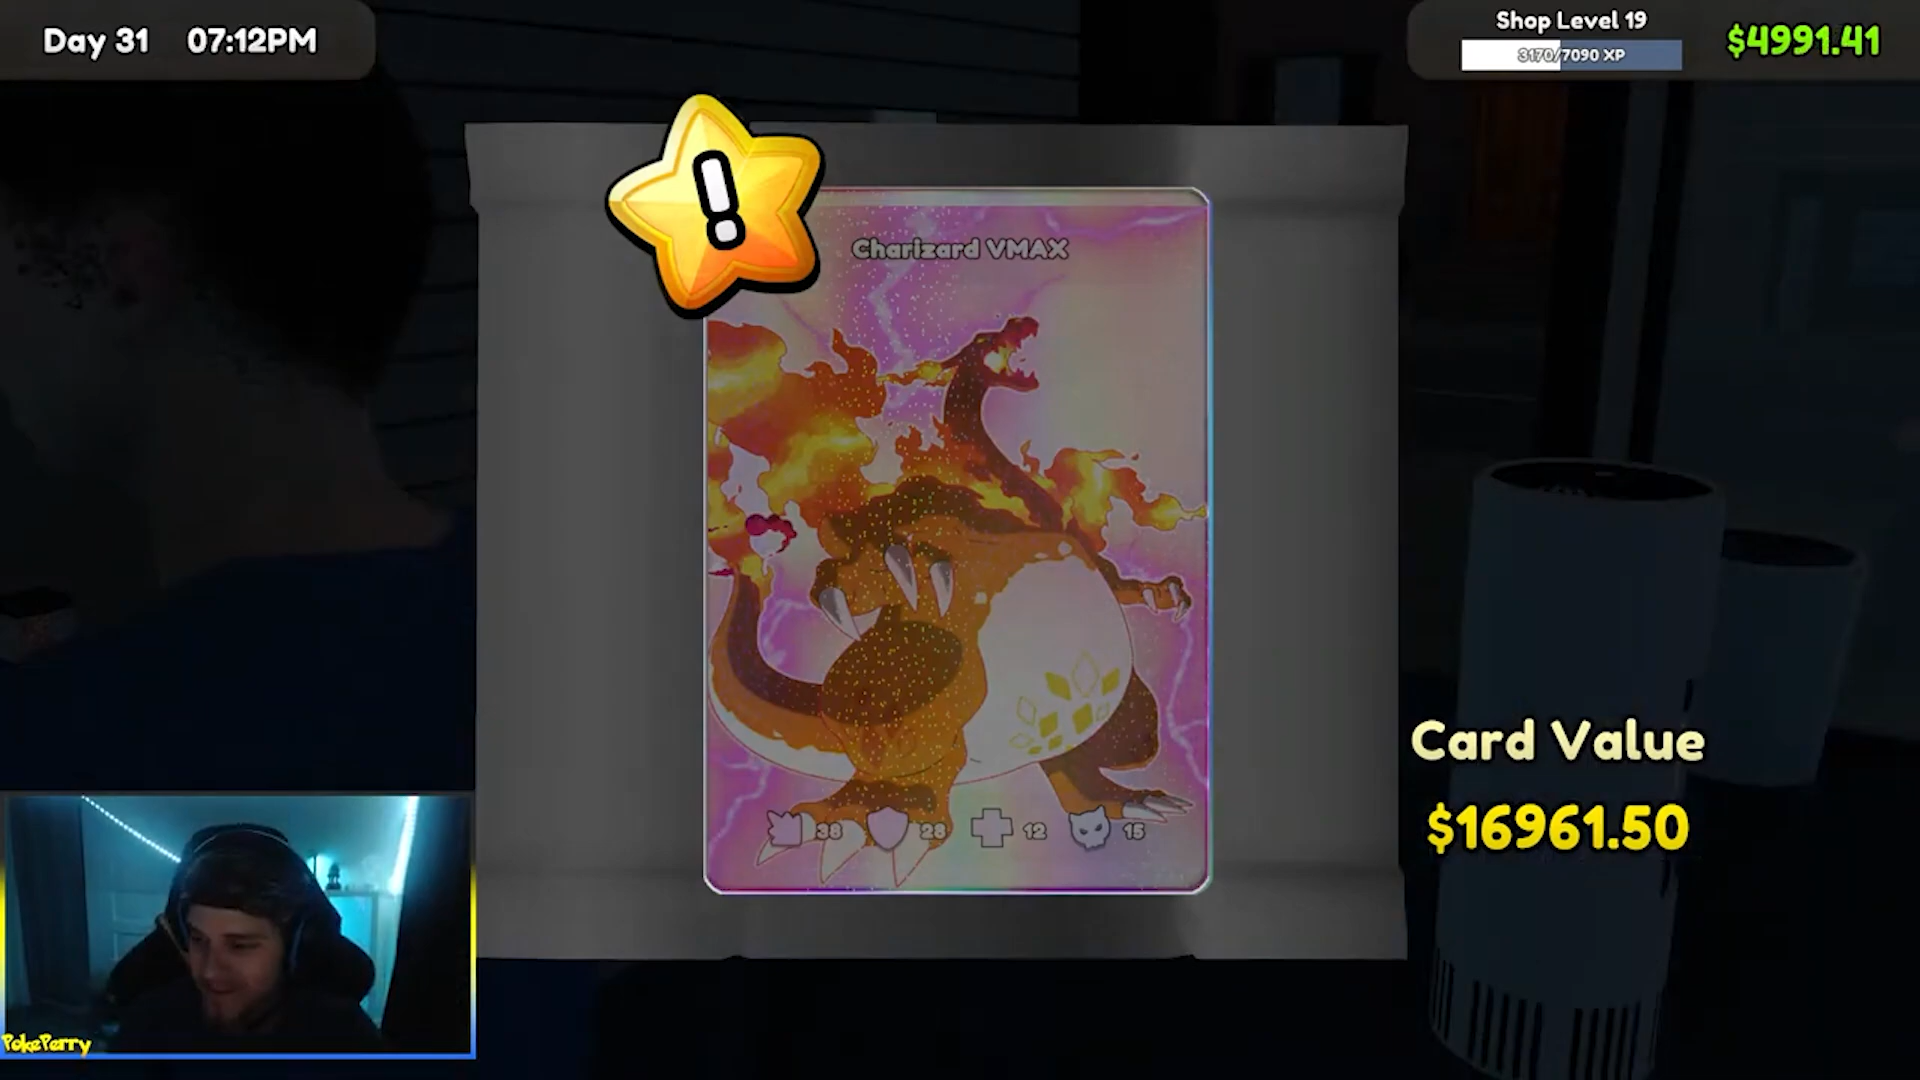 Day 31 07:12PM
Shop Level 19
3170/7090 XP
$4991.41
!
Charizard VMAX
38 28 12 15
Card Value
$16961.50
PokePerry